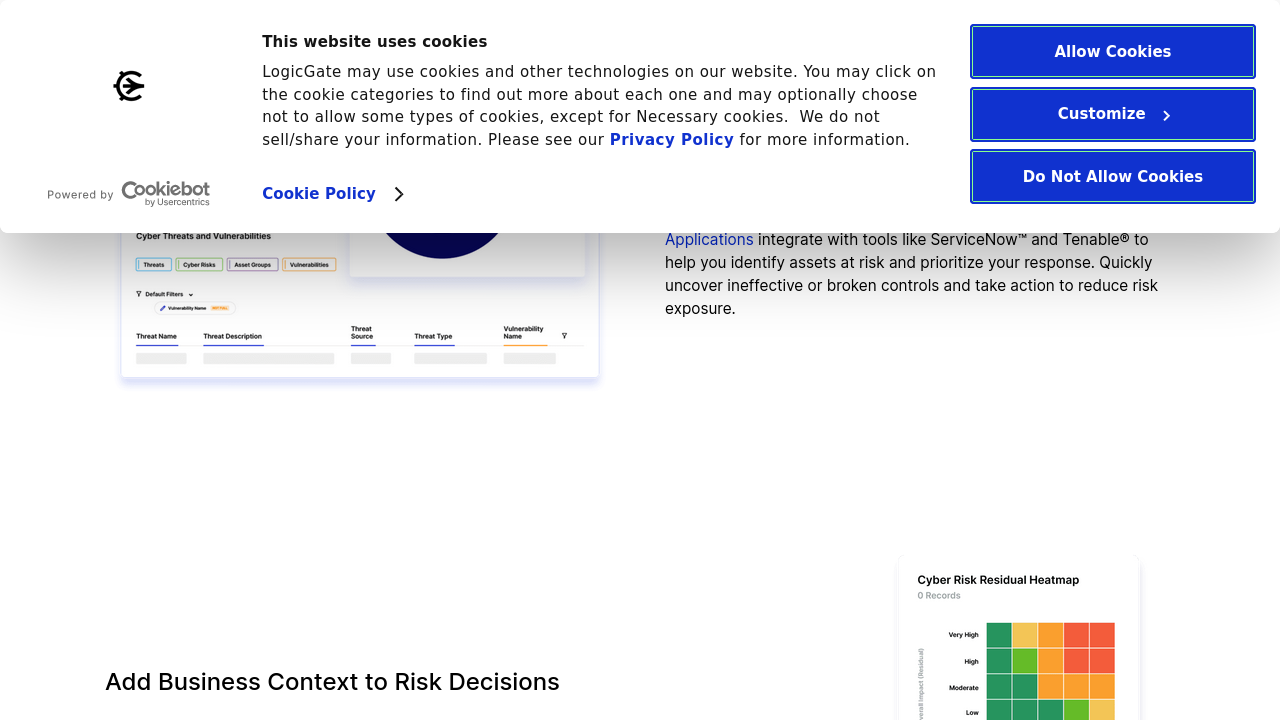 This website uses cookies
LogicGate may use cookies and other technologies on our website. You may click on
the cookie categories to find out more about each one and may optionally choose
not to allow some types of cookies, except for Necessary cookies.  We do not
sell/share your information. Please see our Privacy Policy for more information.
Cookie Policy
Powered by Cookiebot
by Usercentrics
Allow Cookies
Customize
Do Not Allow Cookies
Cyber Threats and Vulnerabilities
Threats Cyber Risks Asset Groups Vulnerabilities
Default Filters
Vulnerability Name
Threat Name Threat Description Threat Source Threat Type Vulnerability Name
Applications integrate with tools like ServiceNow™ and Tenable® to
help you identify assets at risk and prioritize your response. Quickly
uncover ineffective or broken controls and take action to reduce risk
exposure.
Add Business Context to Risk Decisions
Cyber Risk Residual Heatmap
0 Records
Very High
High
Moderate
Low
Impact (Residual)